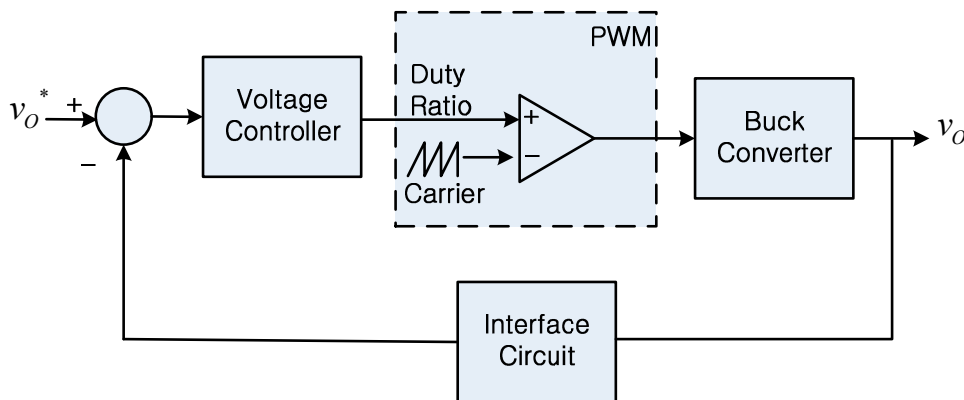 PWM
Duty
Ratio
v_O^*
+
−
Voltage
Controller
+
−
Carrier
Buck
Converter
v_O
Interface
Circuit